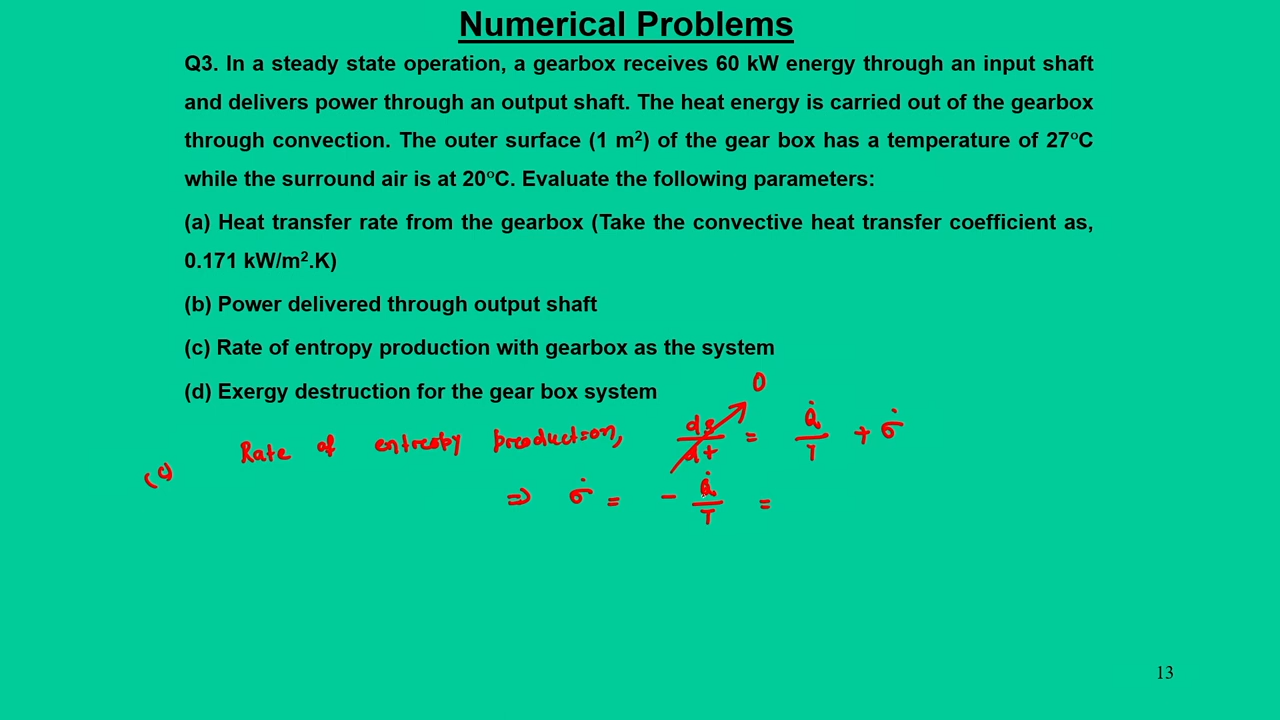 Numerical Problems
Q3. In a steady state operation, a gearbox receives 60 kW energy through an input shaft
and delivers power through an output shaft. The heat energy is carried out of the gearbox
through convection. The outer surface (1 m²) of the gear box has a temperature of 27°C
while the surround air is at 20°C. Evaluate the following parameters:
(a) Heat transfer rate from the gearbox (Take the convective heat transfer coefficient as,
0.171 kW/m².K)
(b) Power delivered through output shaft
(c) Rate of entropy production with gearbox as the system
(d) Exergy destruction for the gear box system
0
(c) Rate of entropy production, ds/dt = Q̇/T + σ̇
⇒ σ̇ = - Q̇/T =
13